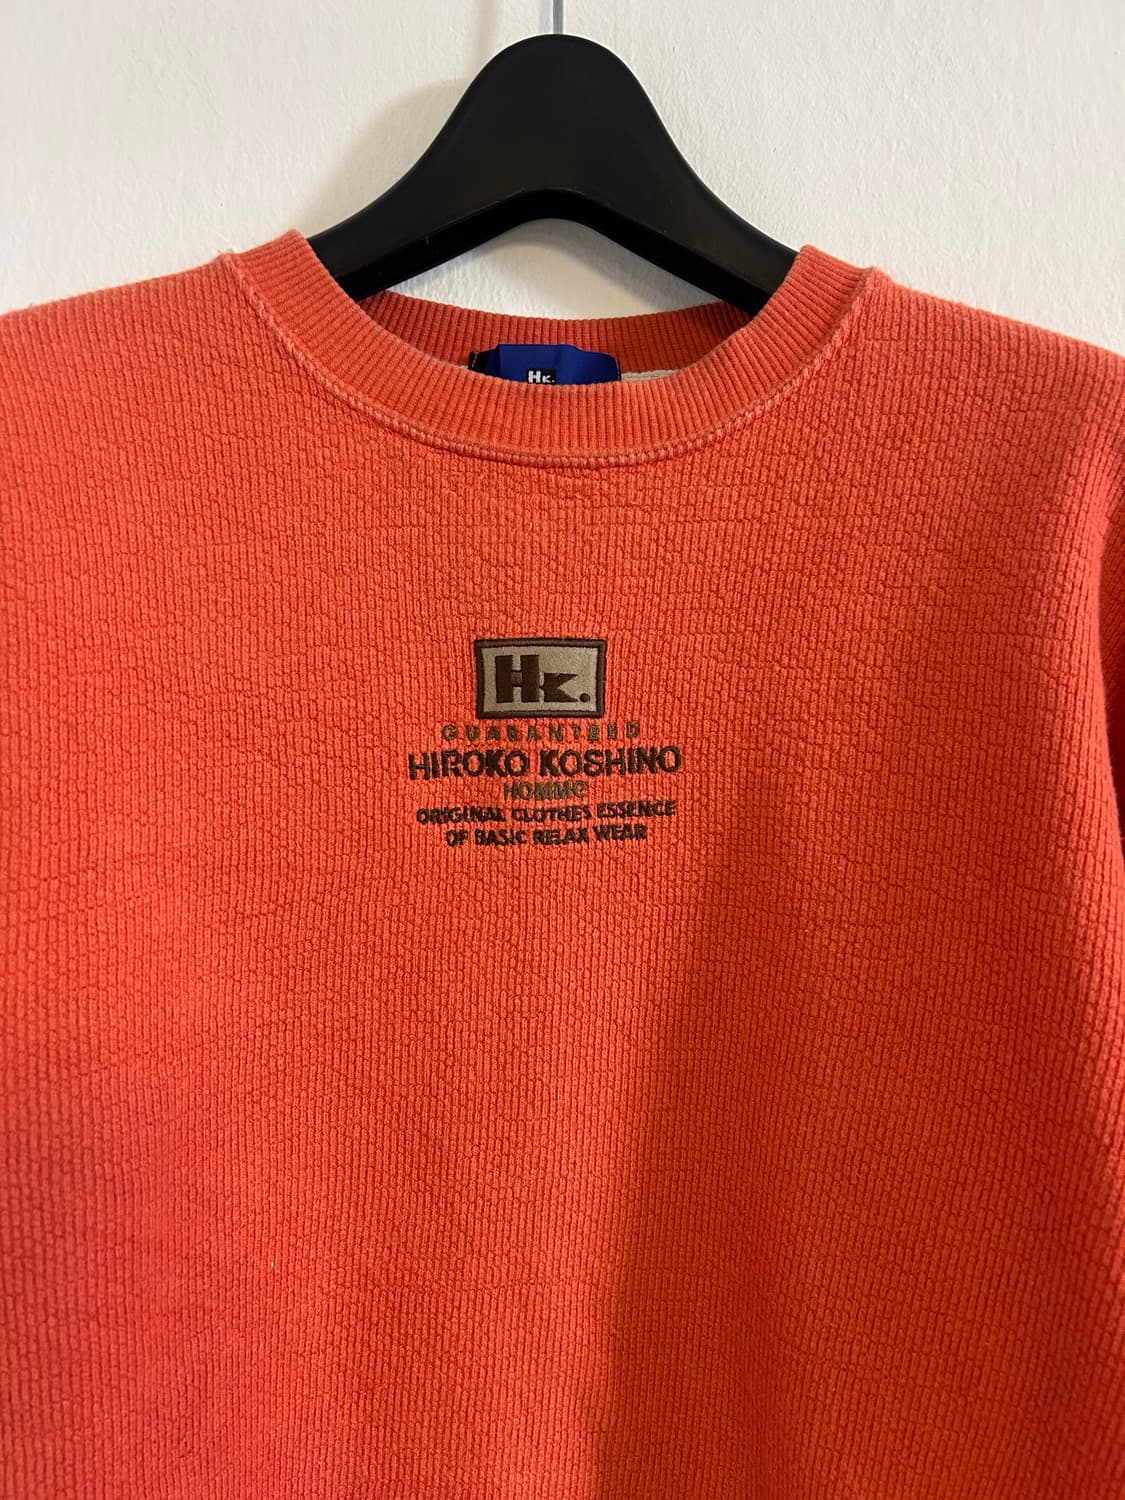 Hk.
Hk.
GUARANTEED
HIROKO KOSHINO
HOMME
ORIGINAL CLOTHES ESSENCE
OF BASIC RELAX WEAR